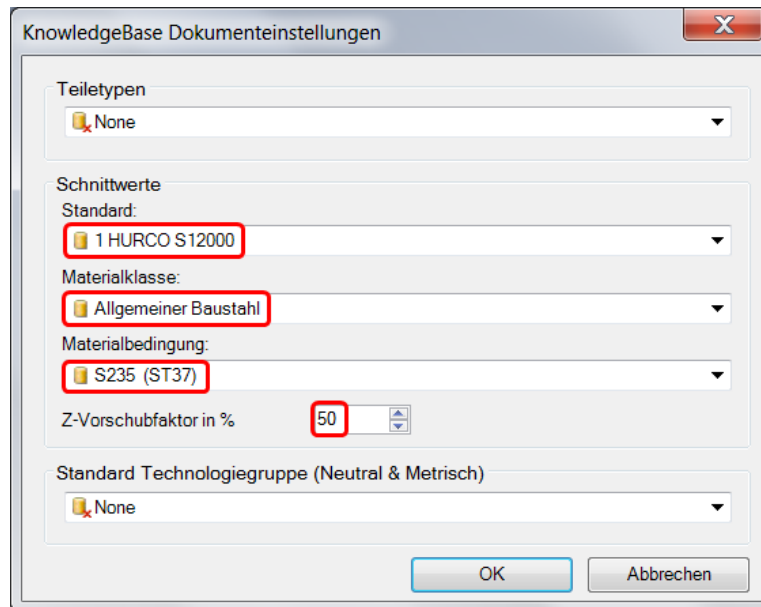 KnowledgeBase Dokumenteinstellungen
Teiletypen
None
Schnittwerte
Standard:
1 HURCO S12000
Materialklasse:
Allgemeiner Baustahl
Materialbedingung:
S235 (ST37)
Z-Vorschubfaktor in % 50
Standard Technologiegruppe (Neutral & Metrisch)
None
OK Abbrechen